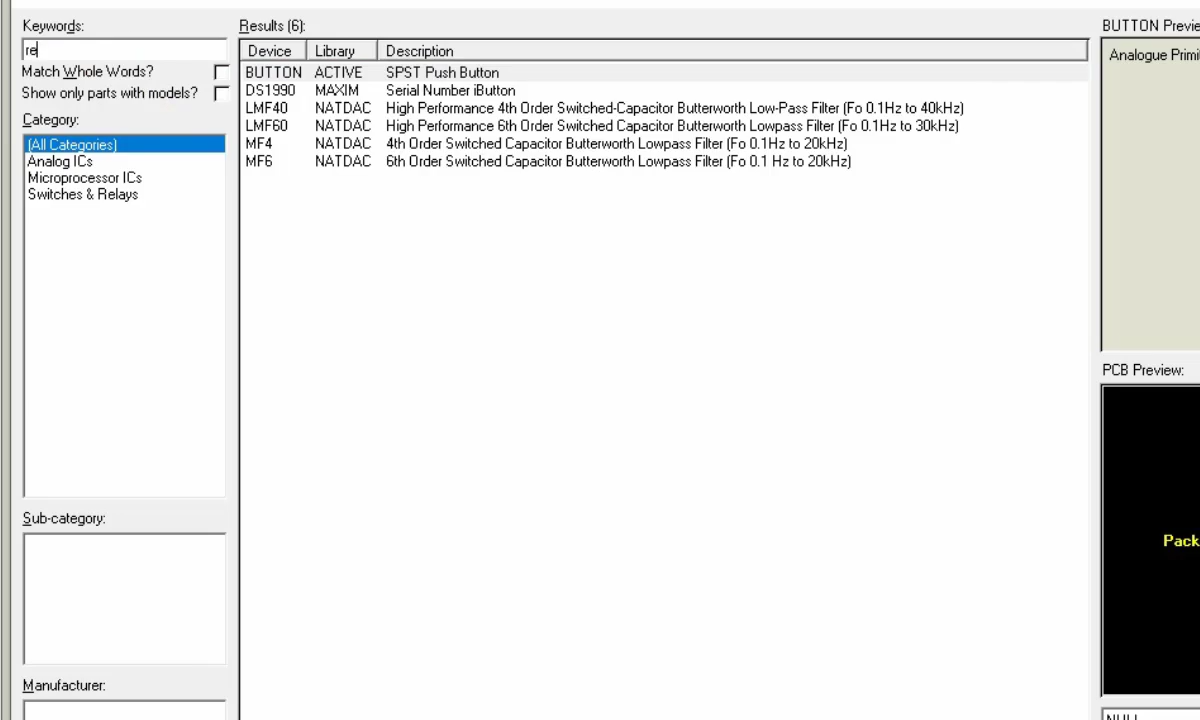 Keywords:
re
Match Whole Words?
Show only parts with models?
Category:
(All Categories)
Analog ICs
Microprocessor ICs
Switches & Relays
Sub-category:
Manufacturer:
Results (6):
Device Library Description
BUTTON ACTIVE SPST Push Button
DS1990 MAXIM Serial Number iButton
LMF40 NATDAC High Performance 4th Order Switched-Capacitor Butterworth Low-Pass Filter (Fo 0.1Hz to 40kHz)
LMF60 NATDAC High Performance 6th Order Switched Capacitor Butterworth Lowpass Filter (Fo 0.1Hz to 30kHz)
MF4 NATDAC 4th Order Switched Capacitor Butterworth Lowpass Filter (Fo 0.1Hz to 20kHz)
MF6 NATDAC 6th Order Switched Capacitor Butterworth Lowpass Filter (Fo 0.1 Hz to 20kHz)
BUTTON Previe
Analogue Primi
PCB Preview:
Pack